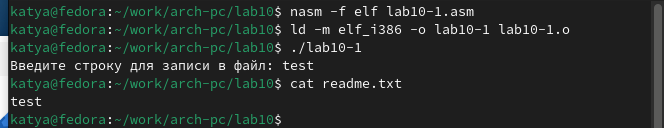 katya@fedora:~/work/arch-pc/lab10$ nasm -f elf lab10-1.asm
katya@fedora:~/work/arch-pc/lab10$ ld -m elf_i386 -o lab10-1 lab10-1.o
katya@fedora:~/work/arch-pc/lab10$ ./lab10-1
Введите строку для записи в файл: test
katya@fedora:~/work/arch-pc/lab10$ cat readme.txt
test
katya@fedora:~/work/arch-pc/lab10$